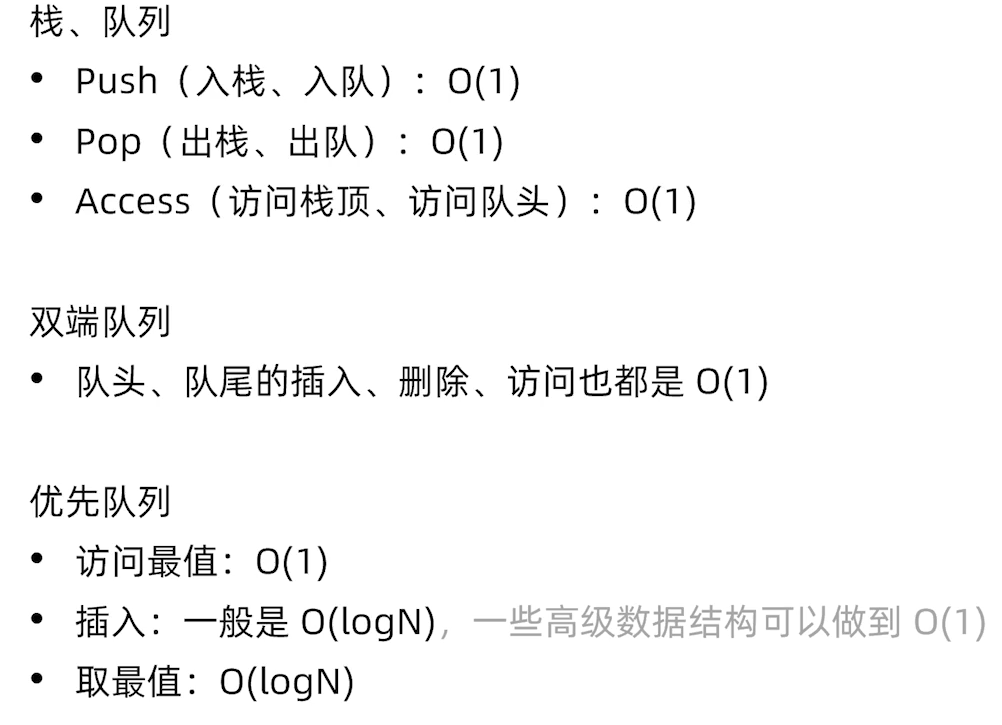 栈、队列
• Push（入栈、入队）：O(1)
• Pop（出栈、出队）：O(1)
• Access（访问栈顶、访问队头）：O(1)
双端队列
• 队头、队尾的插入、删除、访问也都是 O(1)
优先队列
• 访问最值：O(1)
• 插入：一般是 O(logN)，一些高级数据结构可以做到 O(1)
• 取最值：O(logN)